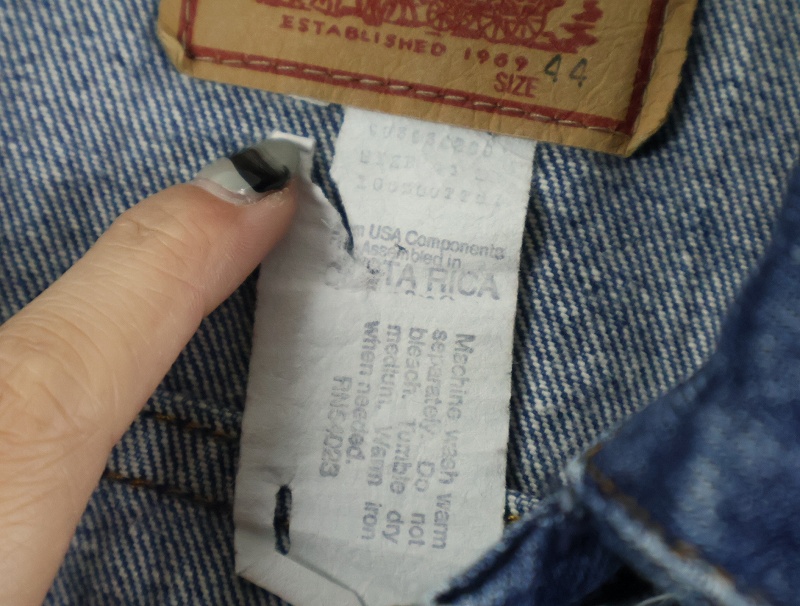 ESTABLISHED 1969
SIZE 44
USA Components
Assembled in
RICA
Machine wash warm
separately. Do not
bleach. Tumble dry
medium. Warm iron
when needed.
RN54023